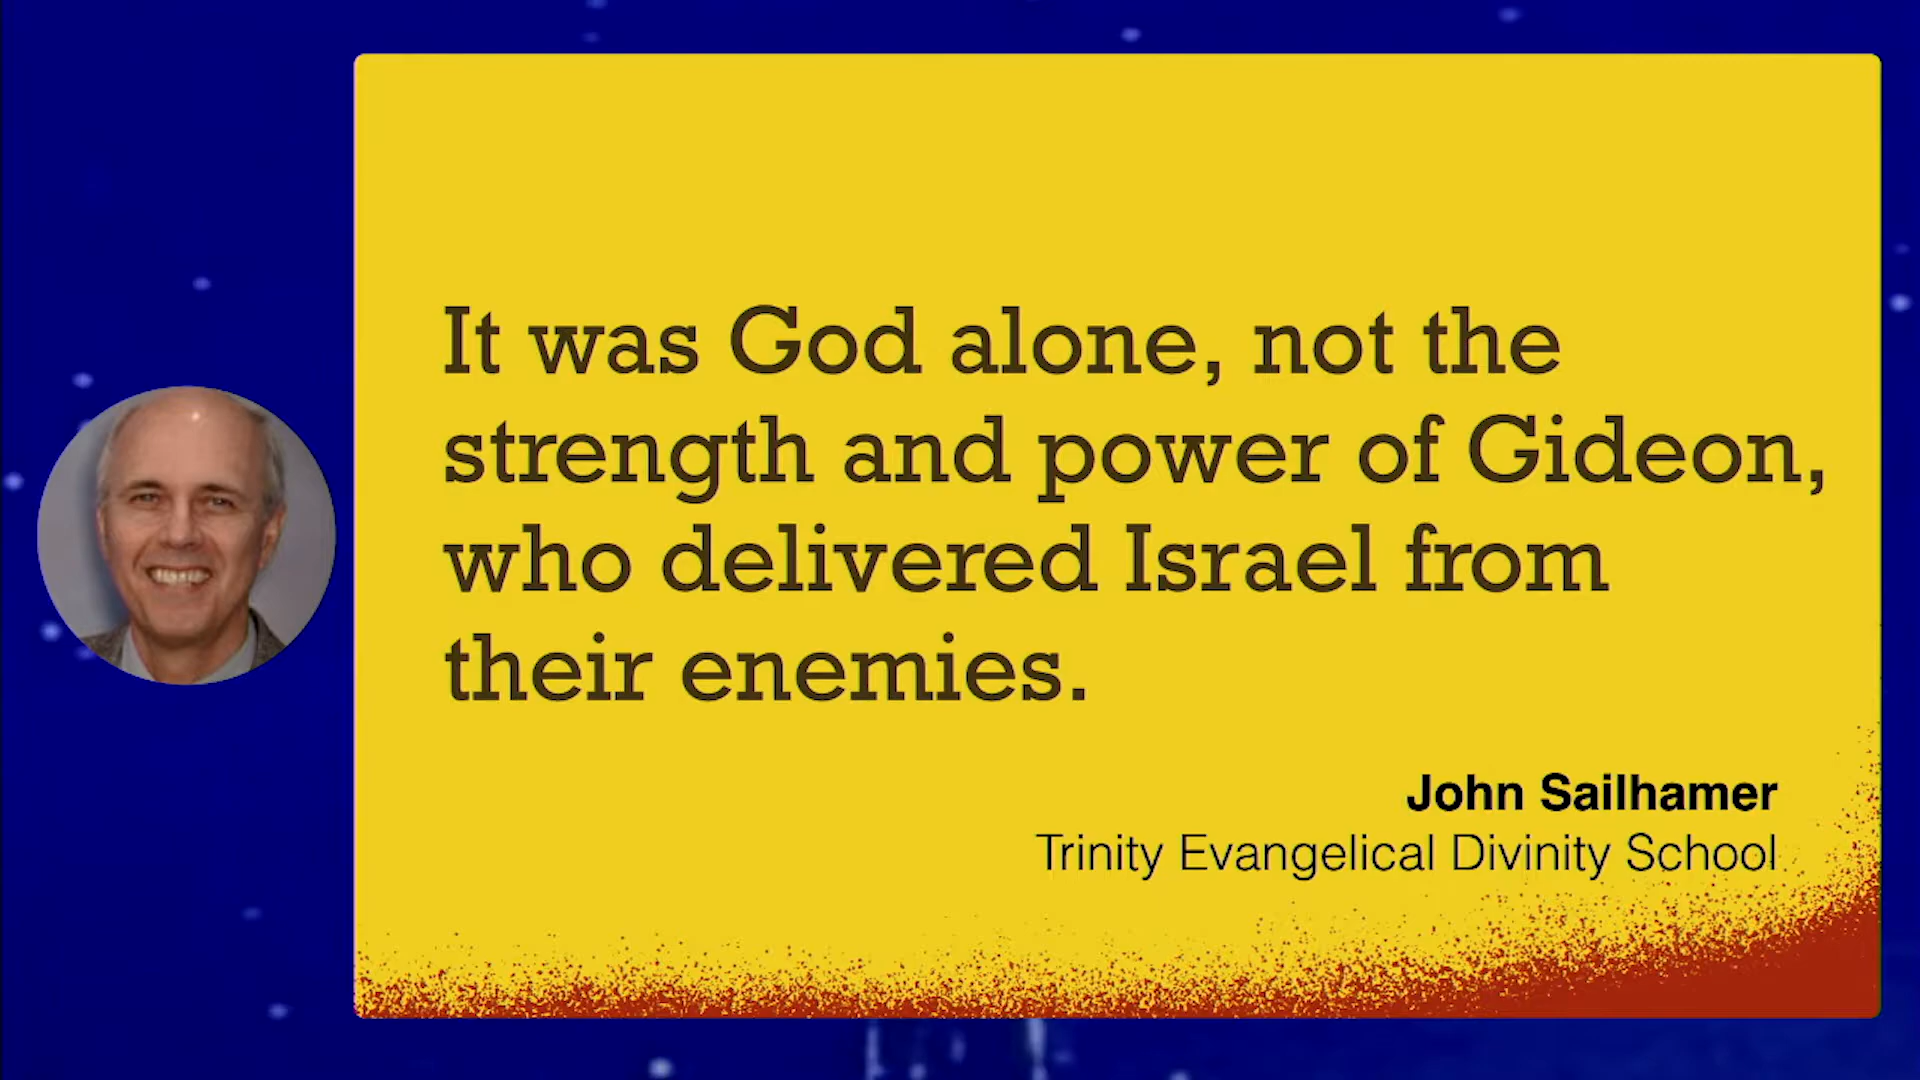 It was God alone, not the
strength and power of Gideon,
who delivered Israel from
their enemies.
John Sailhamer
Trinity Evangelical Divinity School